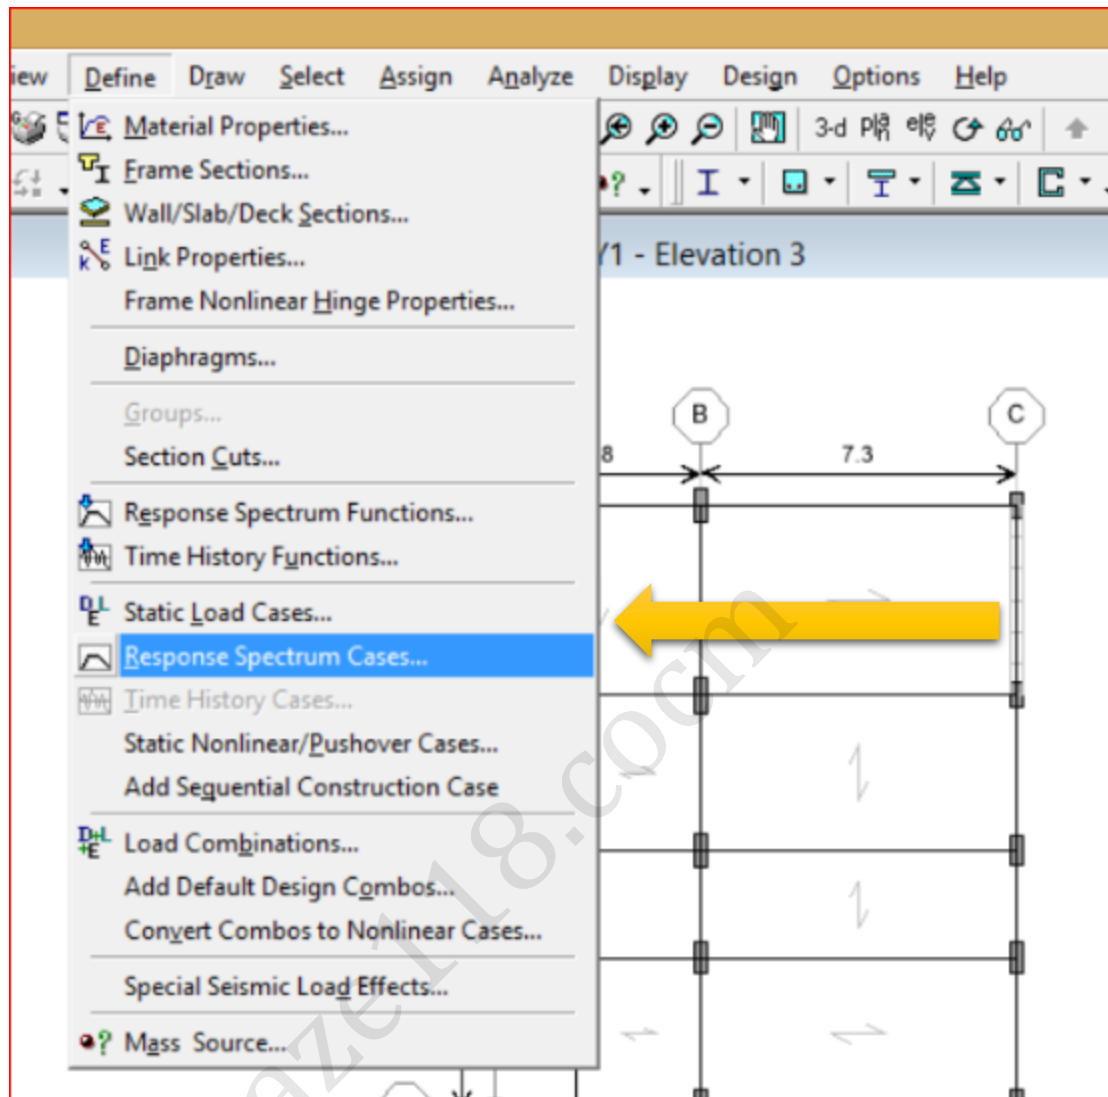 iew Define Draw Select Assign Analyze Display Design Options Help
Material Properties...
3-d
Frame Sections...
Wall/Slab/Deck Sections...
Link Properties...
Y1 - Elevation 3
Frame Nonlinear Hinge Properties...
Diaphragms...
Groups...
B C
Section Cuts...
8 7.3
Response Spectrum Functions...
Time History Functions...
Static Load Cases...
Response Spectrum Cases...
Time History Cases...
Static Nonlinear/Pushover Cases...
Add Sequential Construction Case
Load Combinations...
Add Default Design Combos...
Convert Combos to Nonlinear Cases...
Special Seismic Load Effects...
Mass Source...
aze118.ocm